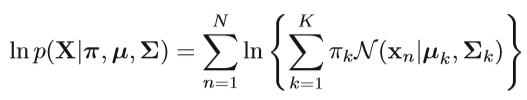 ln p(X|π, μ, Σ) = ∑_{n=1}^{N} ln { ∑_{k=1}^{K} π_k 𝒩(x_n|μ_k, Σ_k) }